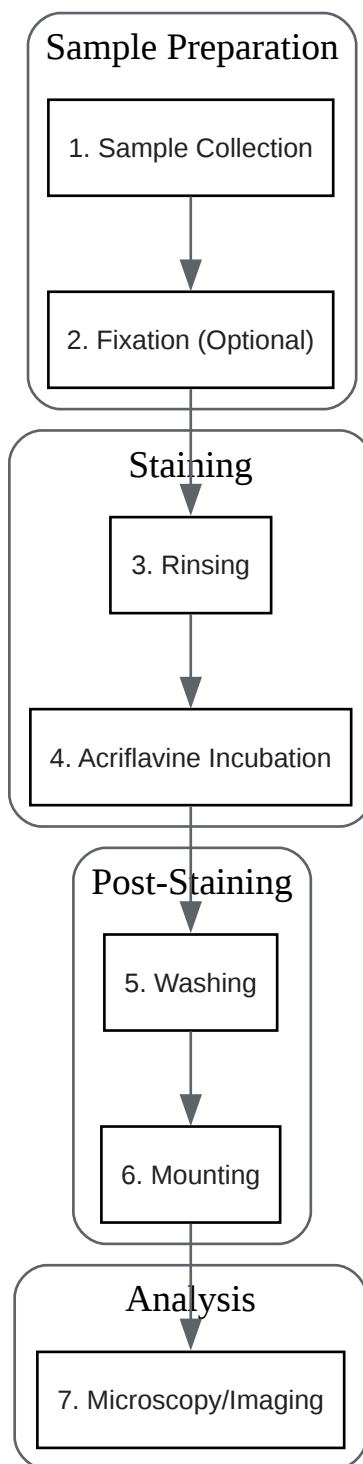 Sample Preparation
1. Sample Collection
2. Fixation (Optional)
Staining
3. Rinsing
4. Acriflavine Incubation
Post-Staining
5. Washing
6. Mounting
Analysis
7. Microscopy/Imaging